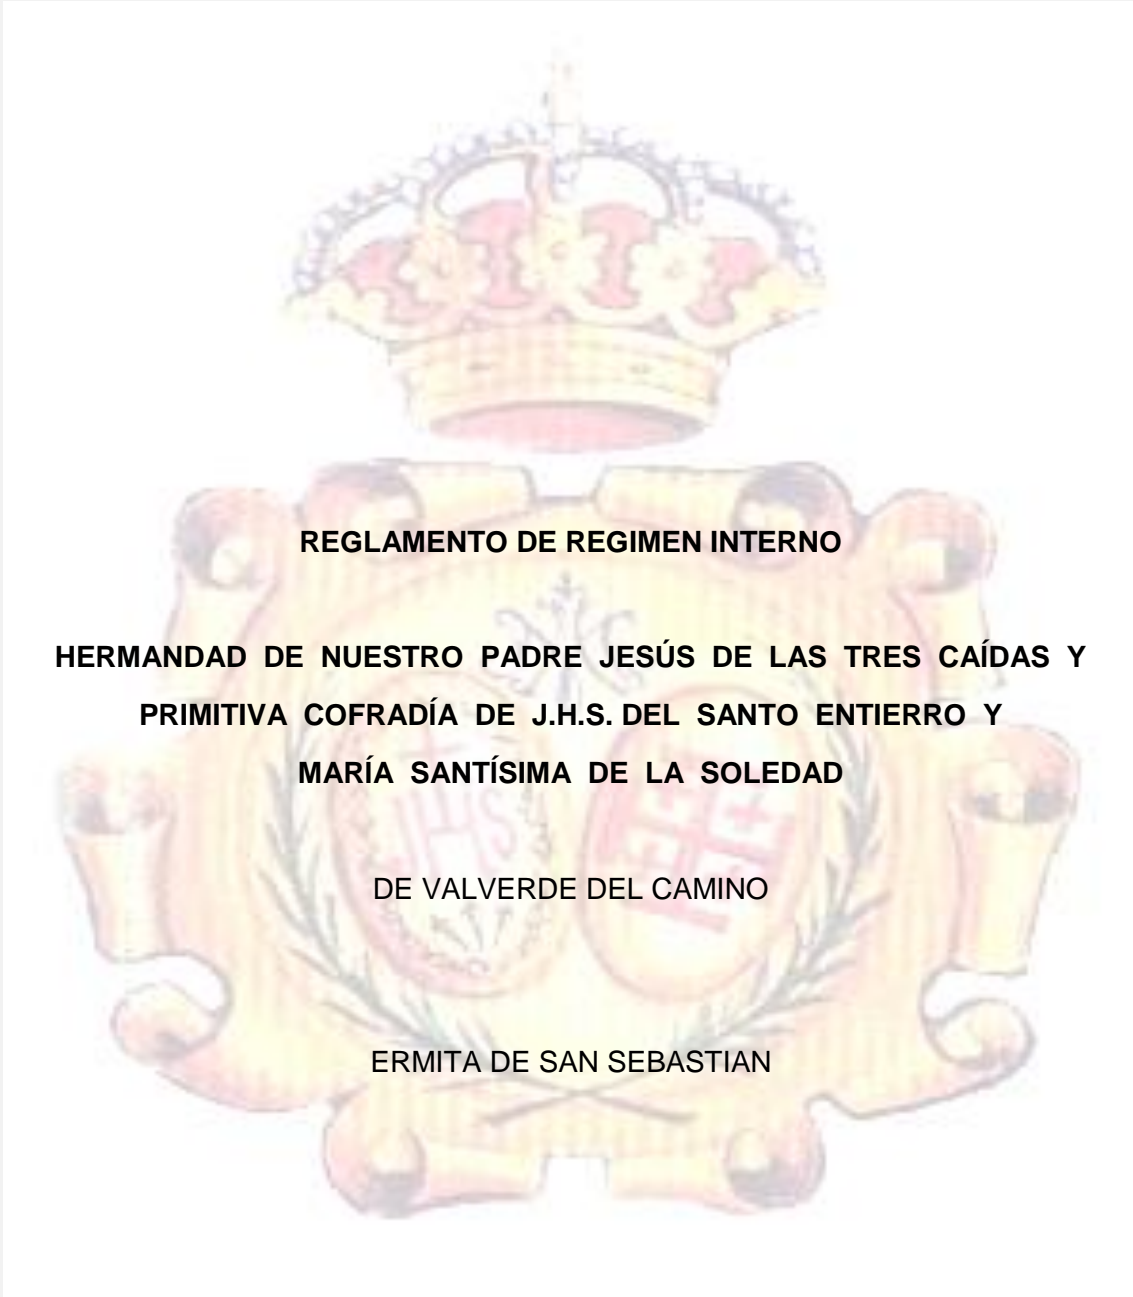 REGLAMENTO DE REGIMEN INTERNO
HERMANDAD DE NUESTRO PADRE JESÚS DE LAS TRES CAÍDAS Y
PRIMITIVA COFRADÍA DE J.H.S. DEL SANTO ENTIERRO Y
MARÍA SANTÍSIMA DE LA SOLEDAD
JHS
DE VALVERDE DEL CAMINO
ERMITA DE SAN SEBASTIAN